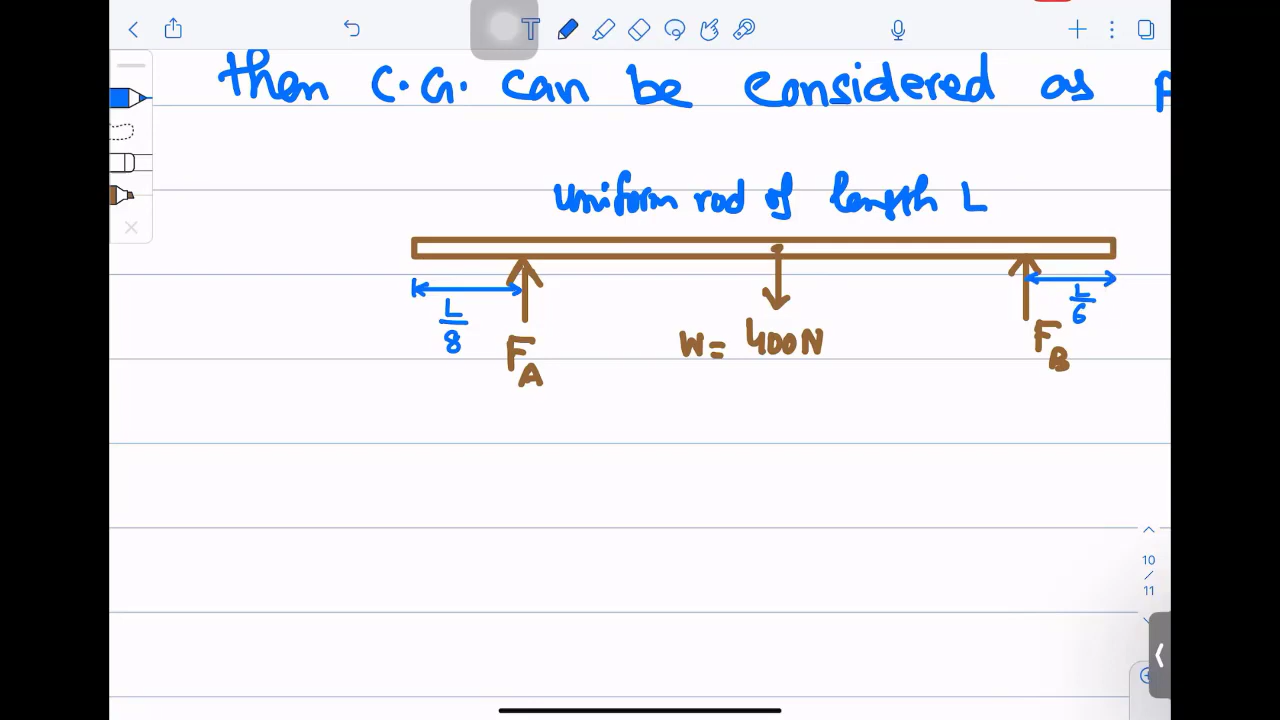 then C.G. can be considered as
Uniform rod of length L
L/8
F_A
W = 400N
F_B
L/6
10
/
11